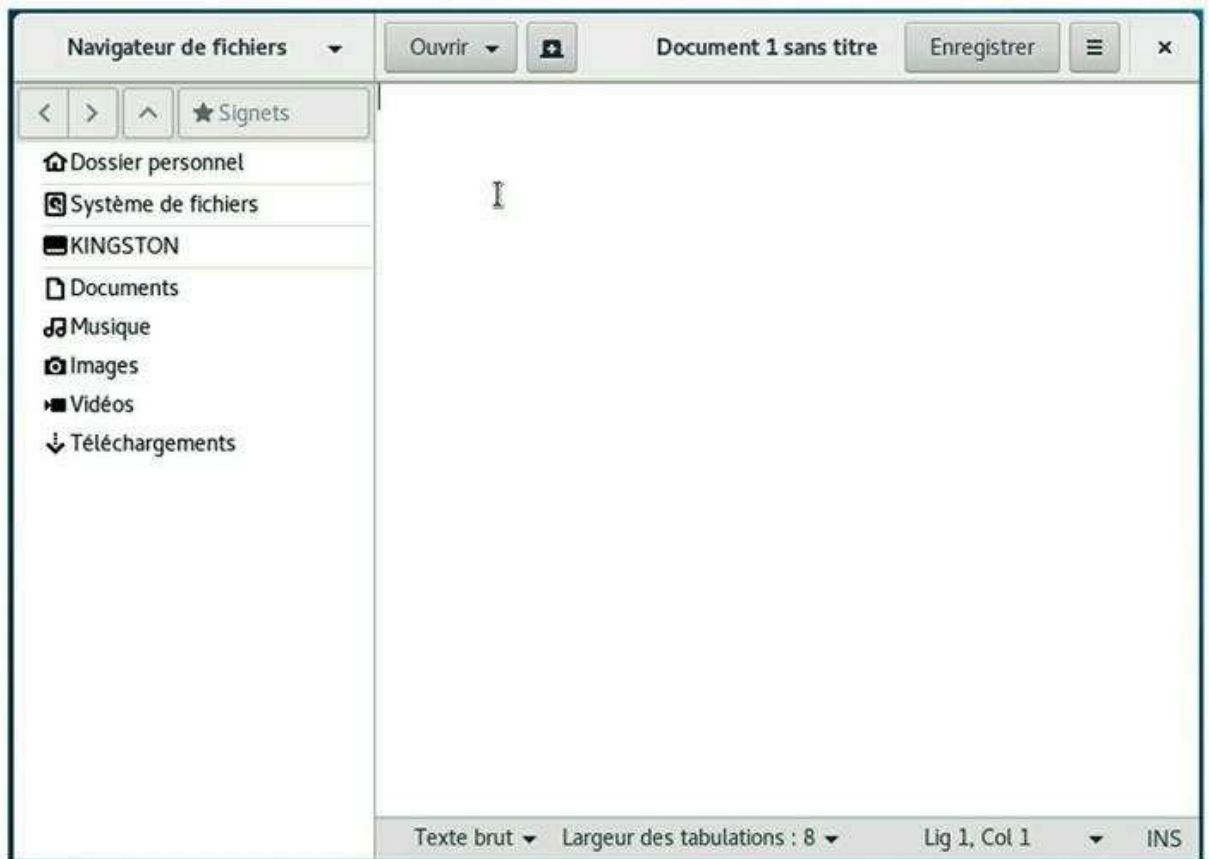 Navigateur de fichiers
Ouvrir
Document 1 sans titre
Enregistrer
Signets
Dossier personnel
Système de fichiers
KINGSTON
Documents
Musique
Images
Vidéos
Téléchargements
Texte brut
Largeur des tabulations : 8
Lig 1, Col 1
INS